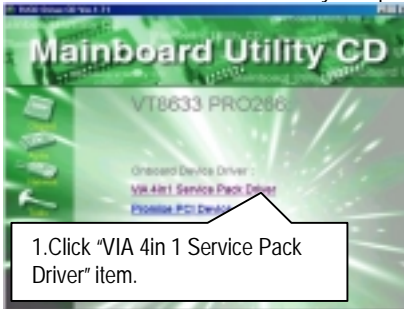 Mainboard Utility CD
VT8633 PRO266
Onboard Device Driver :
VIA 4in1 Service Pack Driver
Promise PCI Device
1.Click “VIA 4in 1 Service Pack
Driver” item.